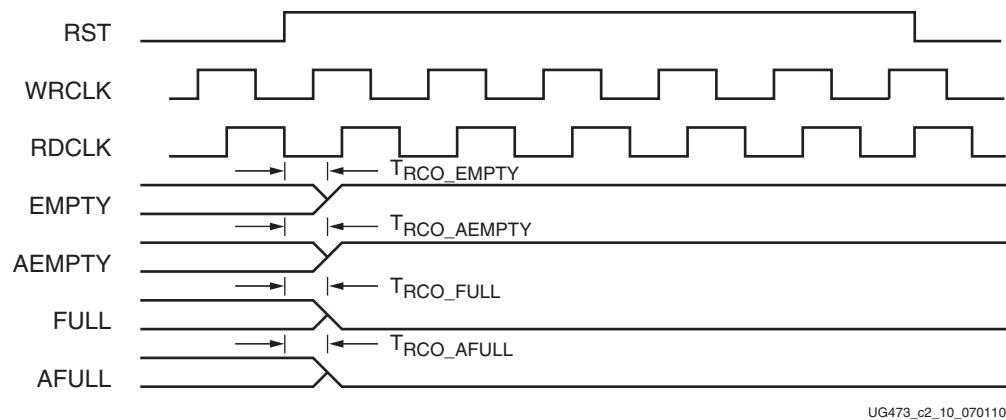 RST
WRCLK
RDCLK
TRCO_EMPTY
EMPTY
TRCO_AEMPTY
AEMPTY
TRCO_FULL
FULL
TRCO_AFULL
AFULL
UG473_c2_10_070110